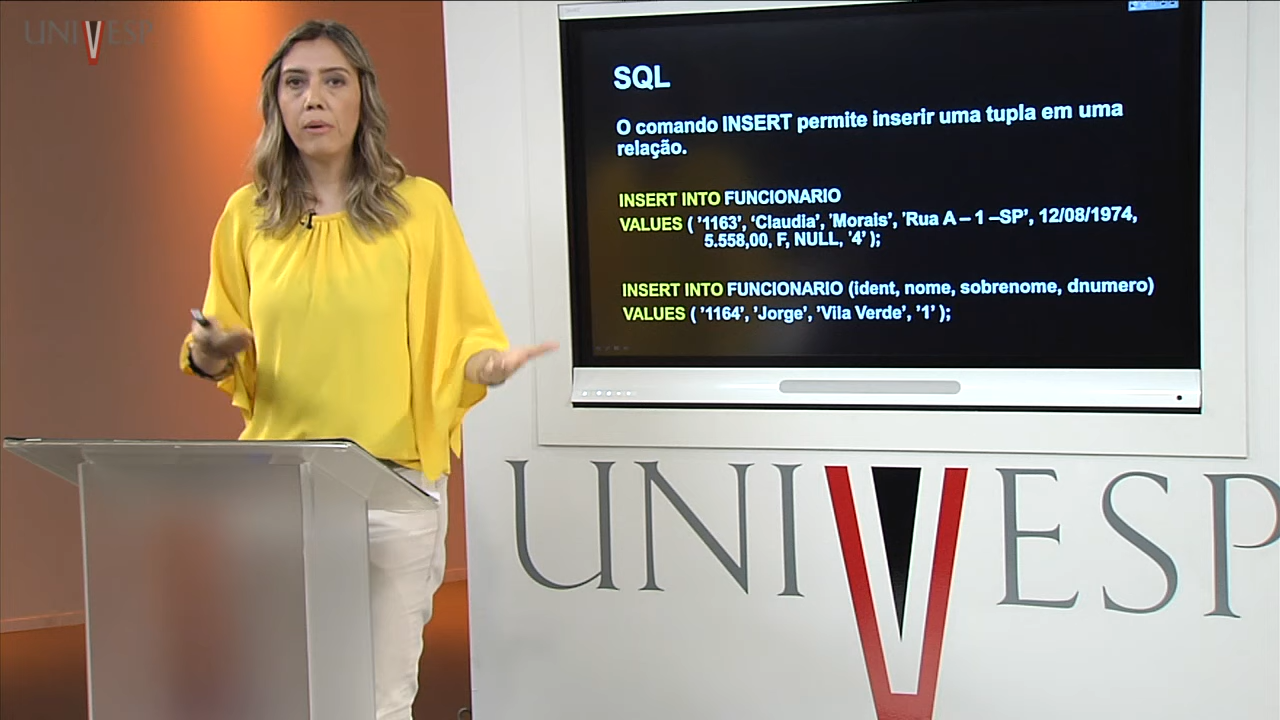 UNIVESP
SQL
O comando INSERT permite inserir uma tupla em uma
relação.
INSERT INTO FUNCIONARIO
VALUES ( ’1163’, ‘Claudia’, ’Morais’, ’Rua A – 1 –SP’, 12/08/1974,
5.558,00, F, NULL, ’4’ );
INSERT INTO FUNCIONARIO (ident, nome, sobrenome, dnumero)
VALUES ( ’1164’, ’Jorge’, ’Vila Verde’, ’1’ );
UNIVESP